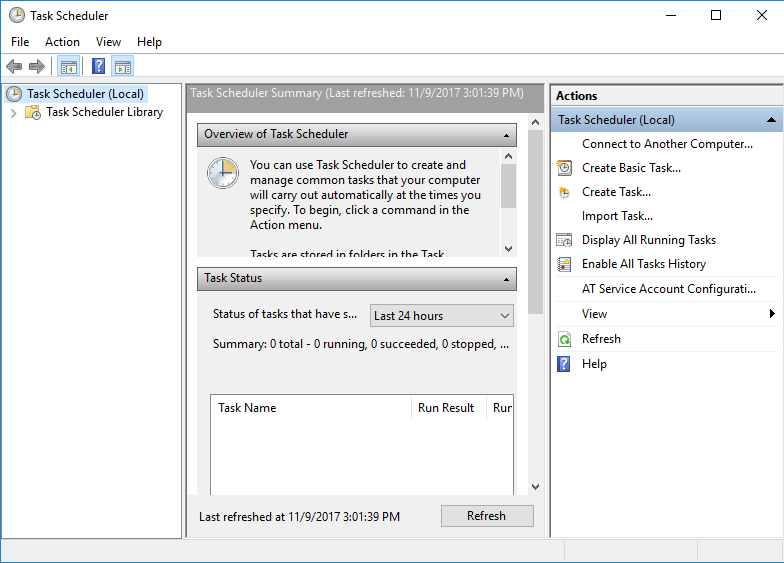 Task Scheduler
File Action View Help
Task Scheduler (Local)
Task Scheduler Library
Task Scheduler Summary (Last refreshed: 11/9/2017 3:01:39 PM)
Overview of Task Scheduler
You can use Task Scheduler to create and
manage common tasks that your computer
will carry out automatically at the times you
specify. To begin, click a command in the
Action menu.
Tasks are stored in folders in the Task
Task Status
Status of tasks that have s... Last 24 hours
Summary: 0 total - 0 running, 0 succeeded, 0 stopped, ...
Task Name Run Result Rur
Last refreshed at 11/9/2017 3:01:39 PM Refresh
Actions
Task Scheduler (Local)
Connect to Another Computer...
Create Basic Task...
Create Task...
Import Task...
Display All Running Tasks
Enable All Tasks History
AT Service Account Configurati...
View
Refresh
Help